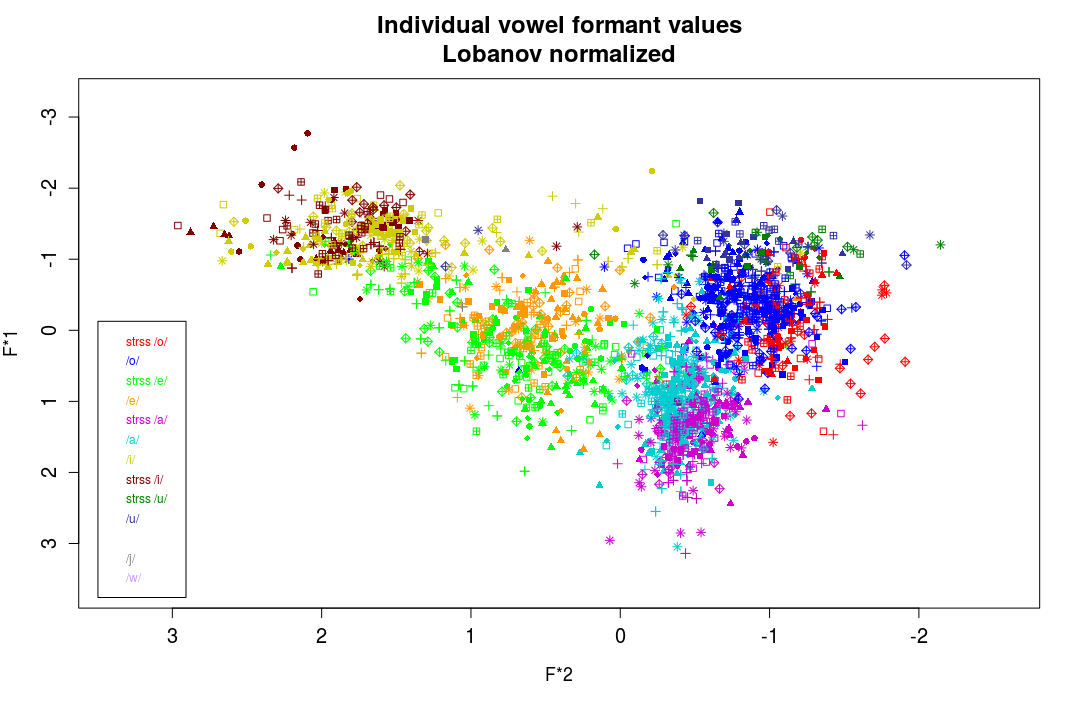 Individual vowel formant values
Lobanov normalized
-3
-2
-1
0
1
2
3
F*1
strss /o/
/o/
strss /e/
/e/
strss /a/
/a/
/i/
strss /i/
strss /u/
/u/
/j/
/w/
3
2
1
0
-1
-2
F*2